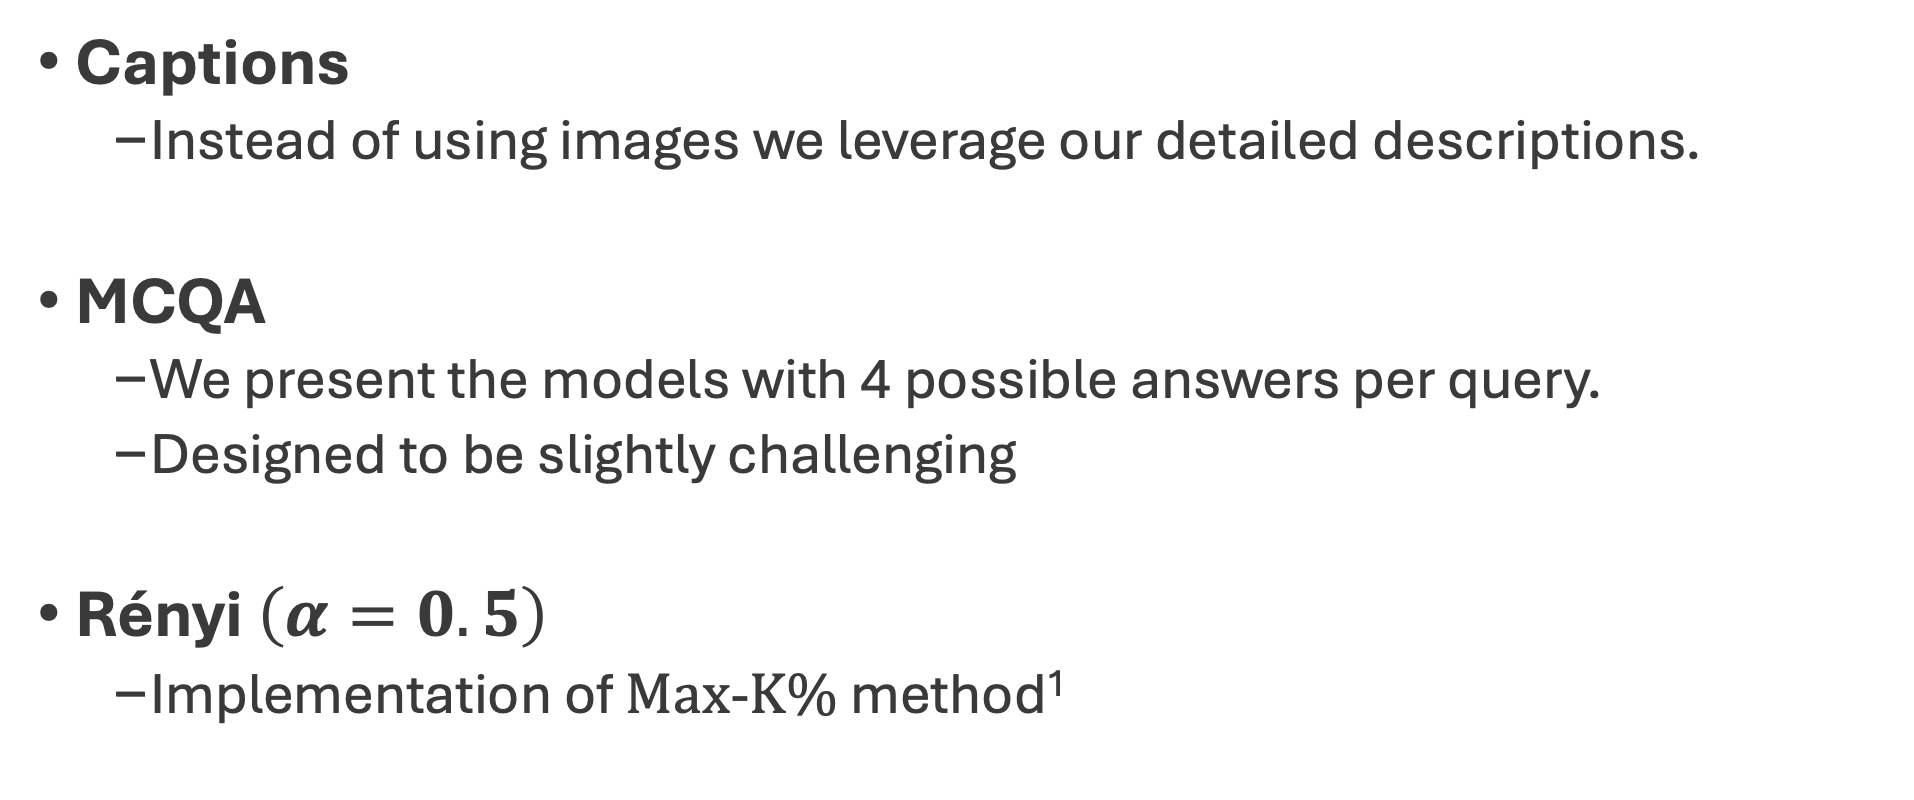 • Captions
–Instead of using images we leverage our detailed descriptions.
• MCQA
–We present the models with 4 possible answers per query.
–Designed to be slightly challenging
• Rényi (𝜶 = 𝟎. 𝟓)
–Implementation of Max-K% method¹